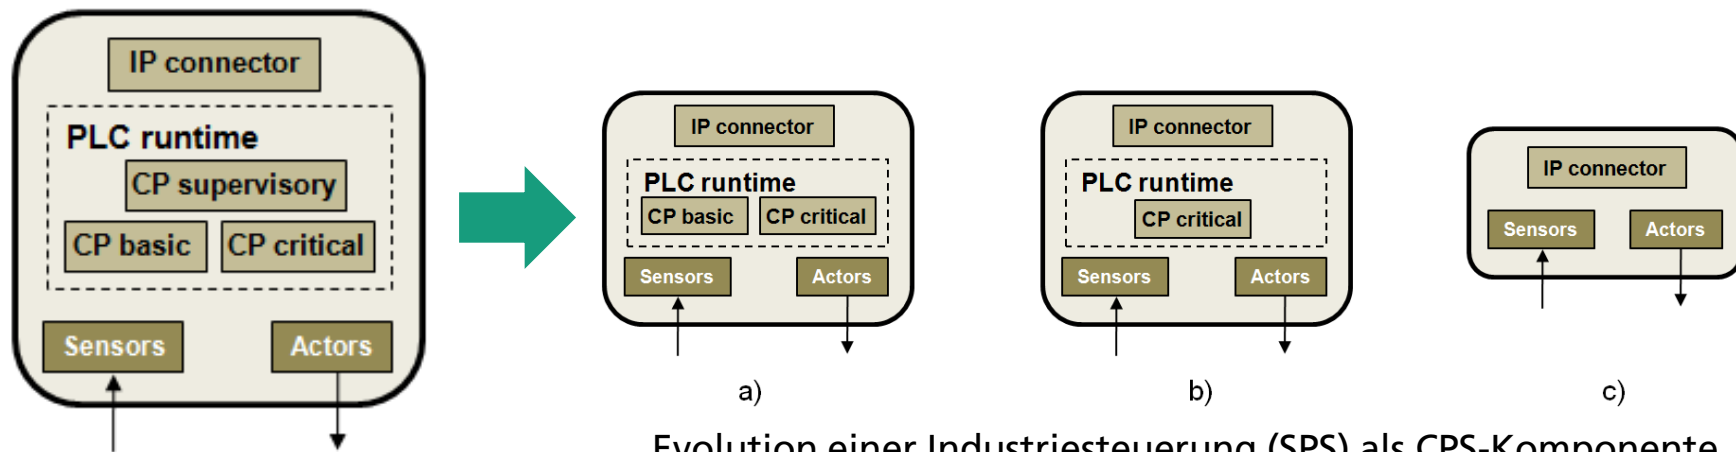 IP connector
PLC runtime
CP supervisory
CP basic
CP critical
Sensors
Actors
IP connector
PLC runtime
CP basic
CP critical
Sensors
Actors
a)
IP connector
PLC runtime
CP critical
Sensors
Actors
b)
IP connector
Sensors
Actors
c)
Evolution einer Industriesteuerung (SPS) als CPS-Komponente